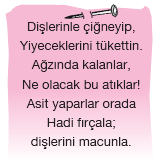 Dişlerinle çiğneyip,
Yiyeceklerini tükettin.
Ağzında kalanlar,
Ne olacak bu atıklar!
Asit yaparlar orada
Hadi fırçala;
dişlerini macunla.